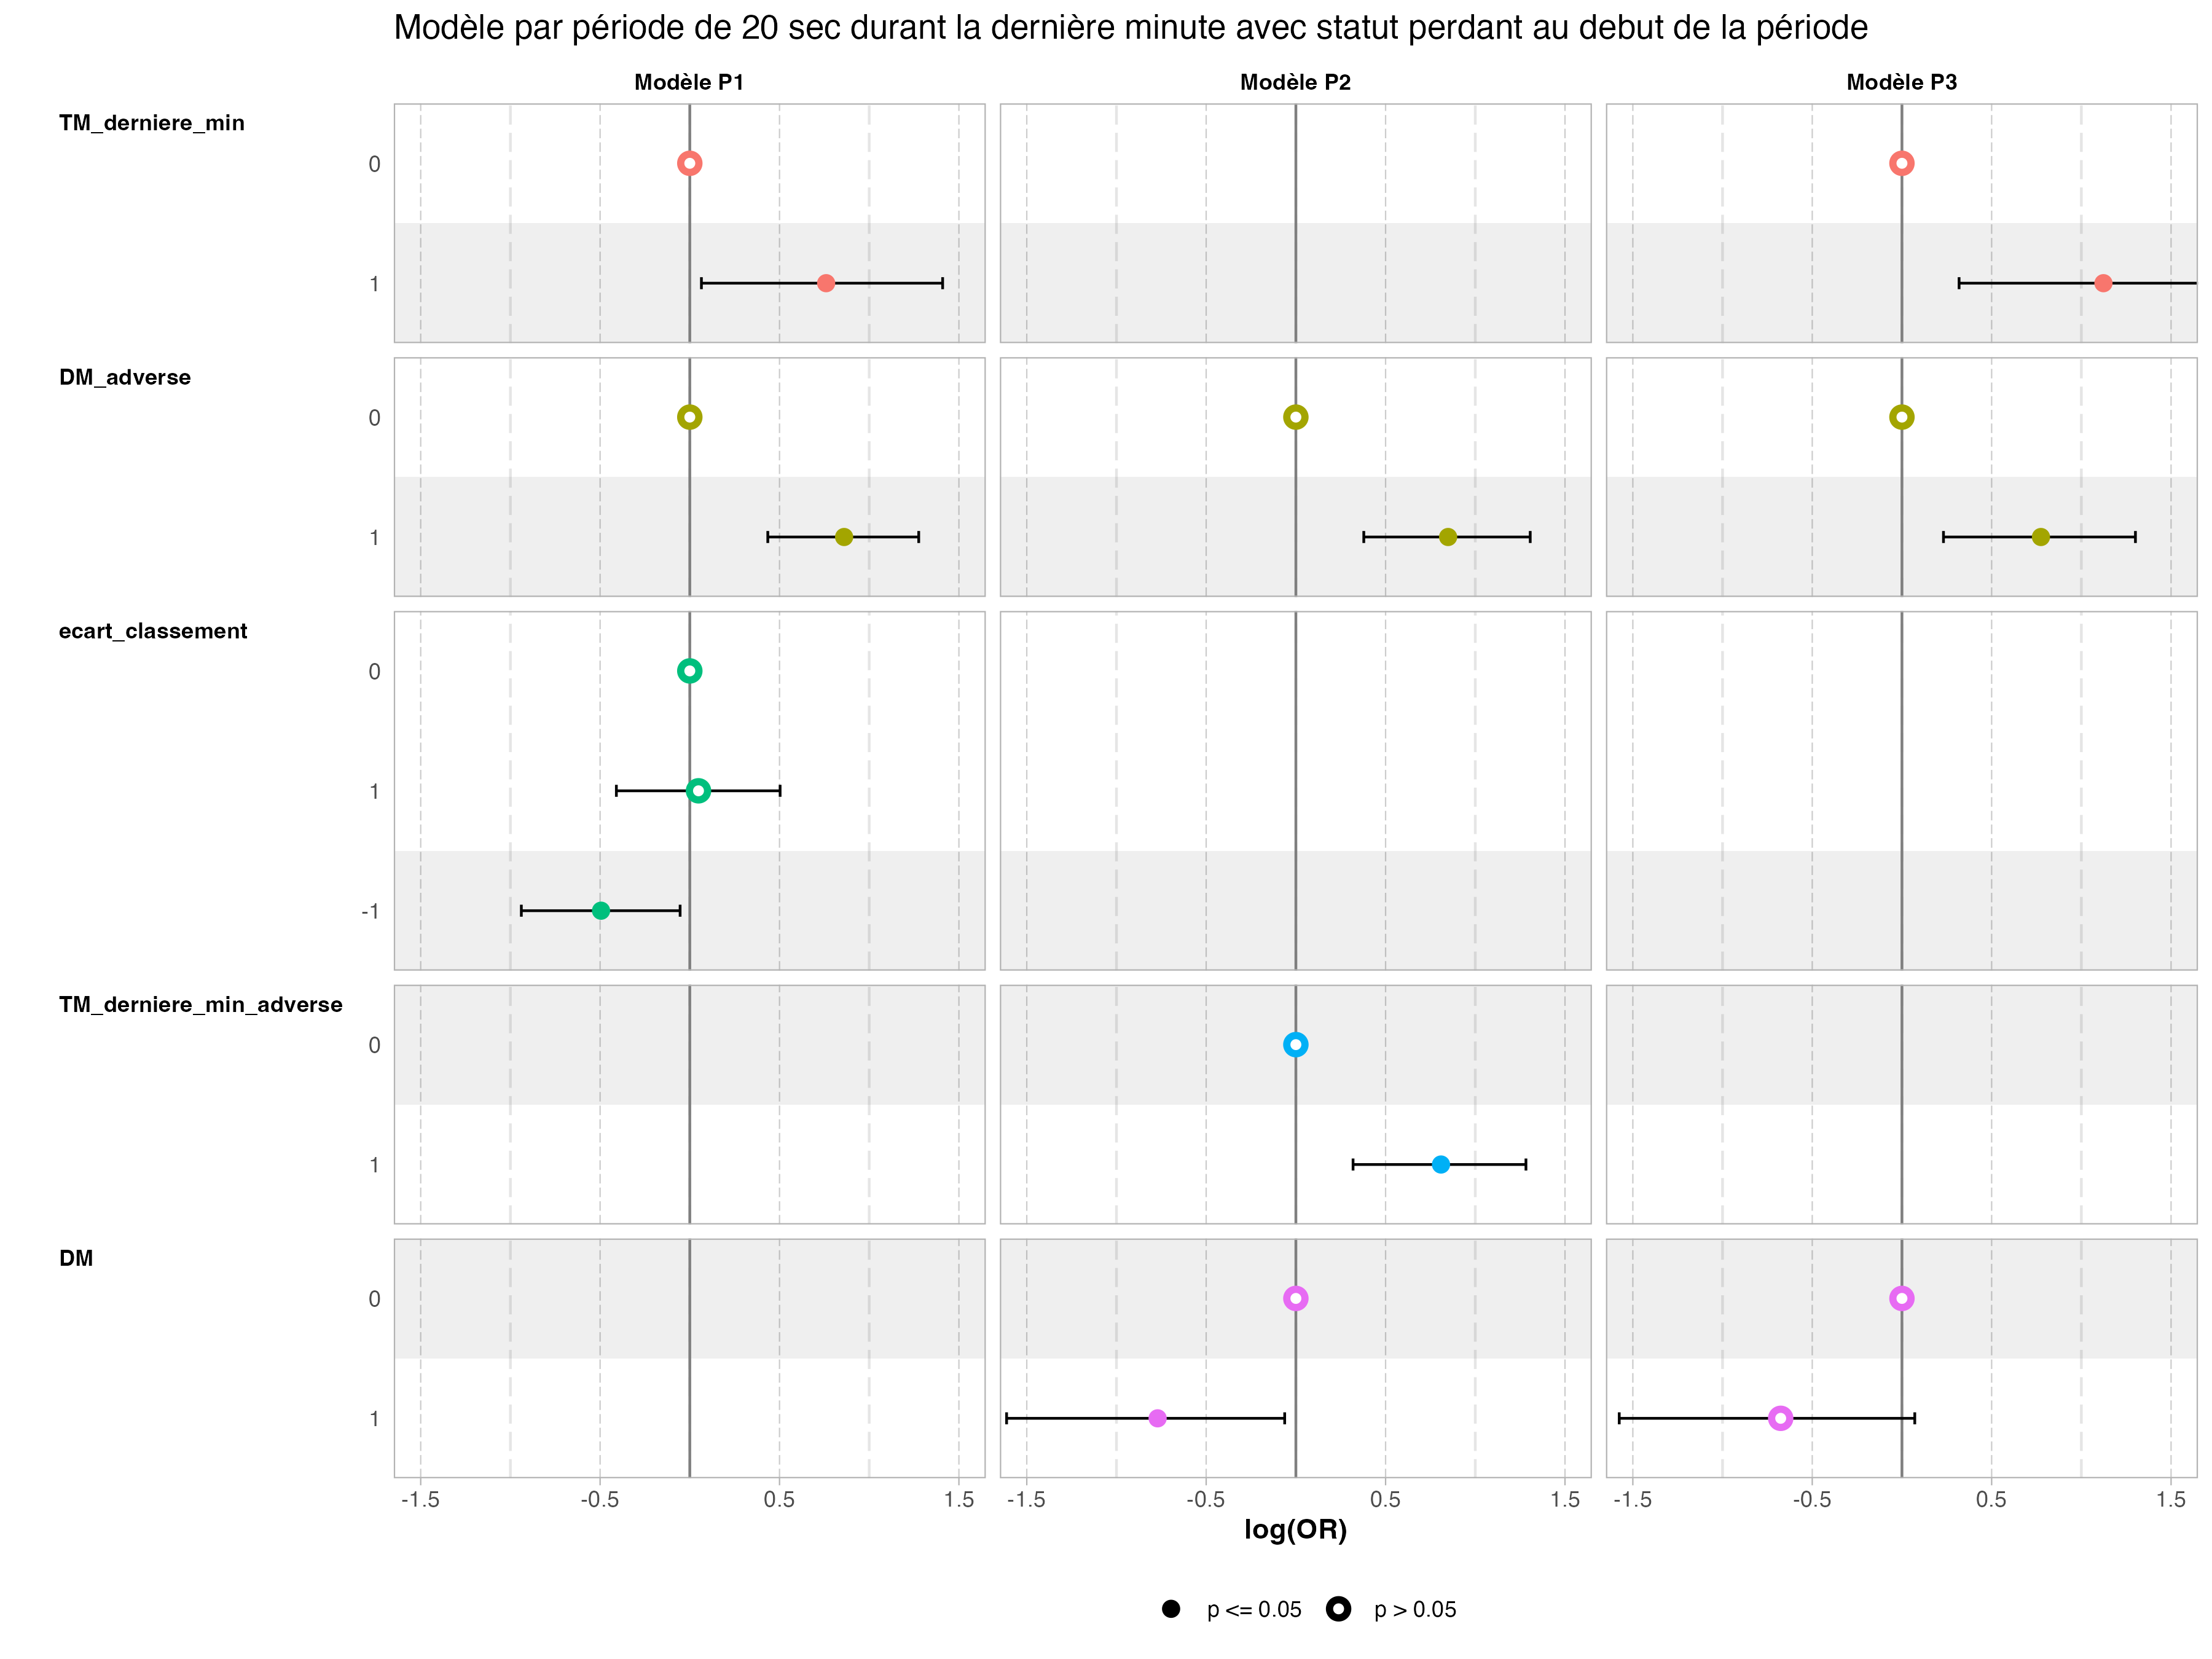 Modèle par période de 20 sec durant la dernière minute avec statut perdant au debut de la période
Modèle P1 Modèle P2 Modèle P3
TM_derniere_min
0
1
DM_adverse
0
1
ecart_classement
0
1
-1
TM_derniere_min_adverse
0
1
DM
0
1
-1.5 -0.5 0.5 1.5 -1.5 -0.5 0.5 1.5 -1.5 -0.5 0.5 1.5
log(OR)
p <= 0.05 p > 0.05